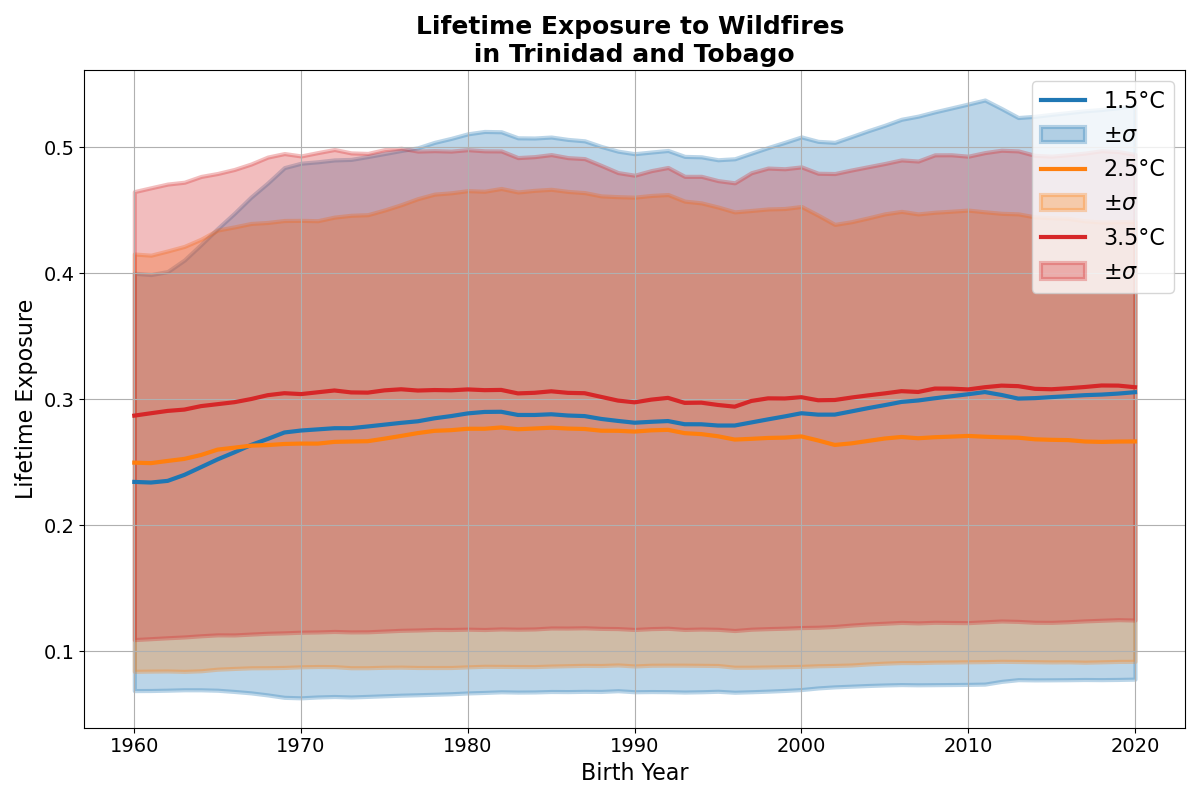 Lifetime Exposure to Wildfires
in Trinidad and Tobago
Lifetime Exposure
0.5
0.4
0.3
0.2
0.1
1960
1970
1980
1990
2000
2010
2020
Birth Year
1.5°C
±σ
2.5°C
±σ
3.5°C
±σ